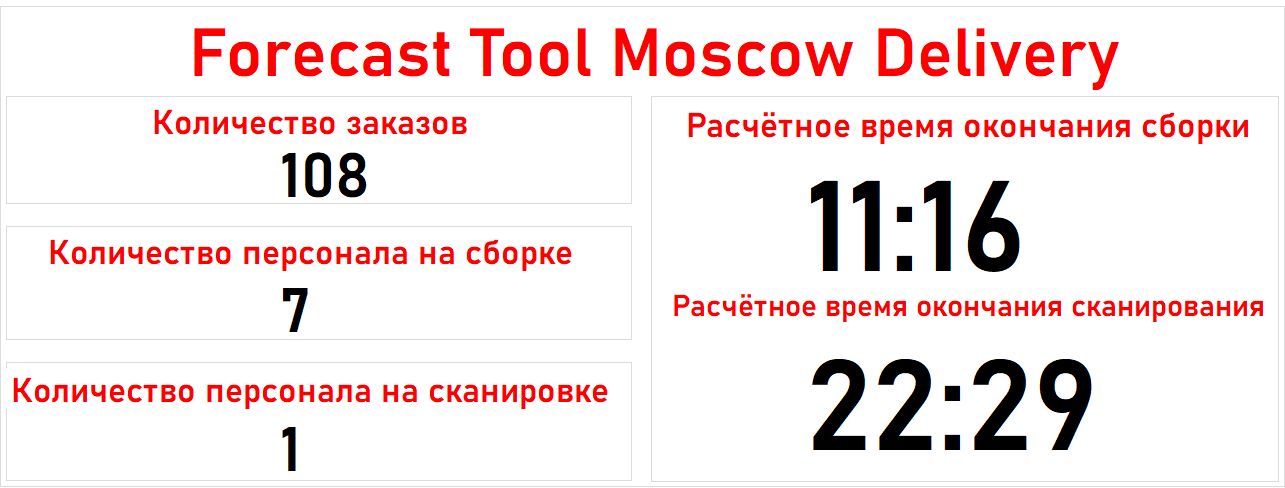 Forecast Tool Moscow Delivery
Количество заказов
108
Количество персонала на сборке
7
Количество персонала на сканировке
1
Расчётное время окончания сборки
11:16
Расчётное время окончания сканирования
22:29